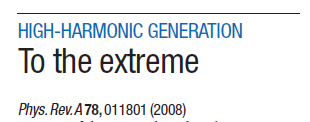 HIGH-HARMONIC GENERATION
To the extreme
Phys. Rev. A 78, 011801 (2008)